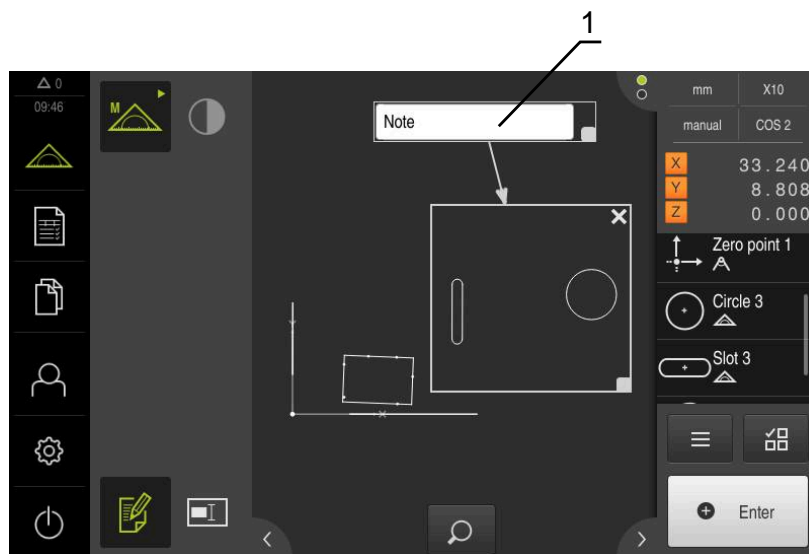 1
0
09:46
M
Note
mm
X10
manual
COS 2
X 33.240
Y 8.808
Z 0.000
Zero point 1
Circle 3
Slot 3
Enter